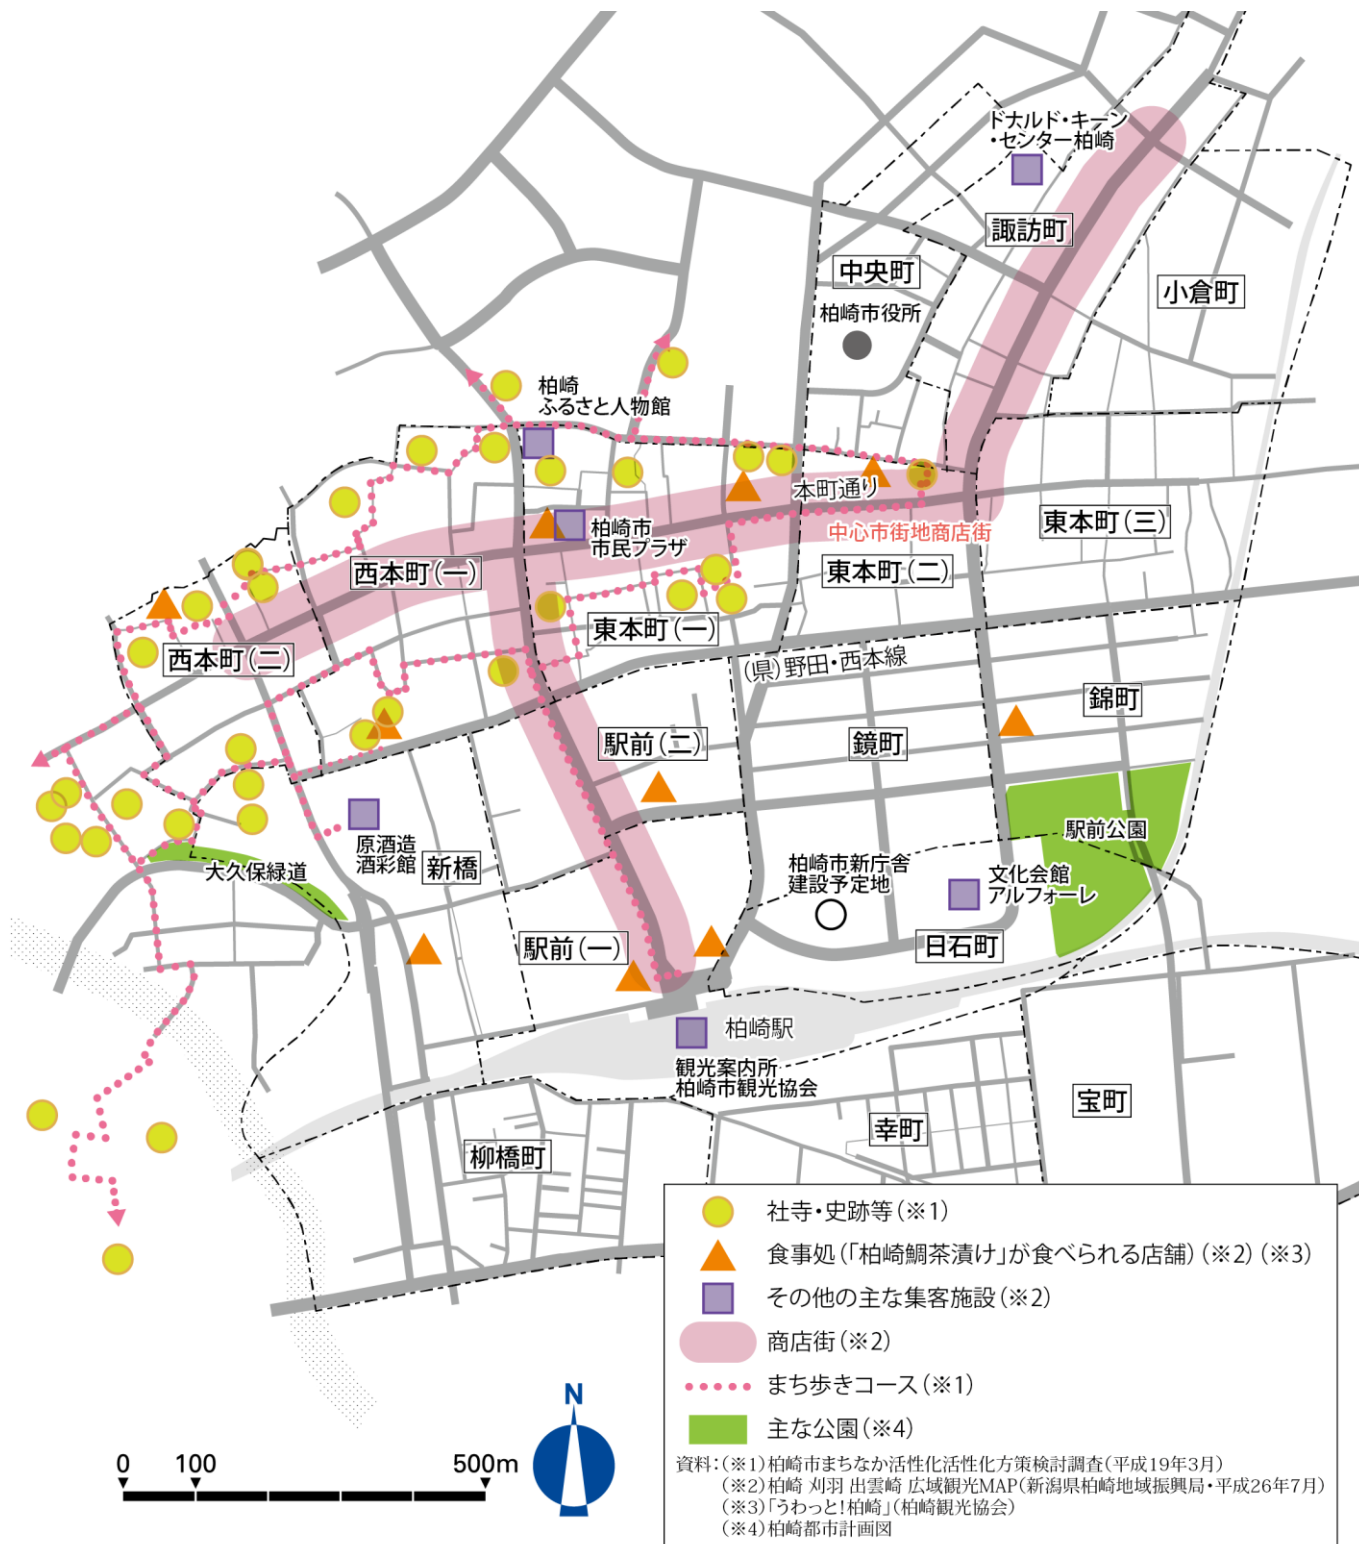 ドナルド・キーン
・センター柏崎
諏訪町
中央町
小倉町
柏崎市役所
柏崎
ふるさと人物館
本町通り
中心市街地商店街
東本町(三)
柏崎市
市民プラザ
西本町(一)
東本町(二)
東本町(一)
西本町(二)
(県)野田・西本線
錦町
駅前(二)
鏡町
駅前公園
原酒造
酒彩館
新橋
大久保緑道
柏崎市新庁舎
建設予定地
文化会館
アルフォーレ
駅前(一)
日石町
柏崎駅
観光案内所
柏崎市観光協会
宝町
幸町
柳橋町
社寺・史跡等(※1)
食事処(「柏崎鯛茶漬け」が食べられる店舗)(※2)(※3)
その他の主な集客施設(※2)
商店街(※2)
まち歩きコース(※1)
主な公園(※4)
N
0 100 500m
資料:(※1)柏崎市まちなか活性化活性化方策検討調査(平成19年3月)
(※2)柏崎 刈羽 出雲崎 広域観光MAP(新潟県柏崎地域振興局・平成26年7月)
(※3)「うわっと!柏崎」(柏崎観光協会)
(※4)柏崎都市計画図